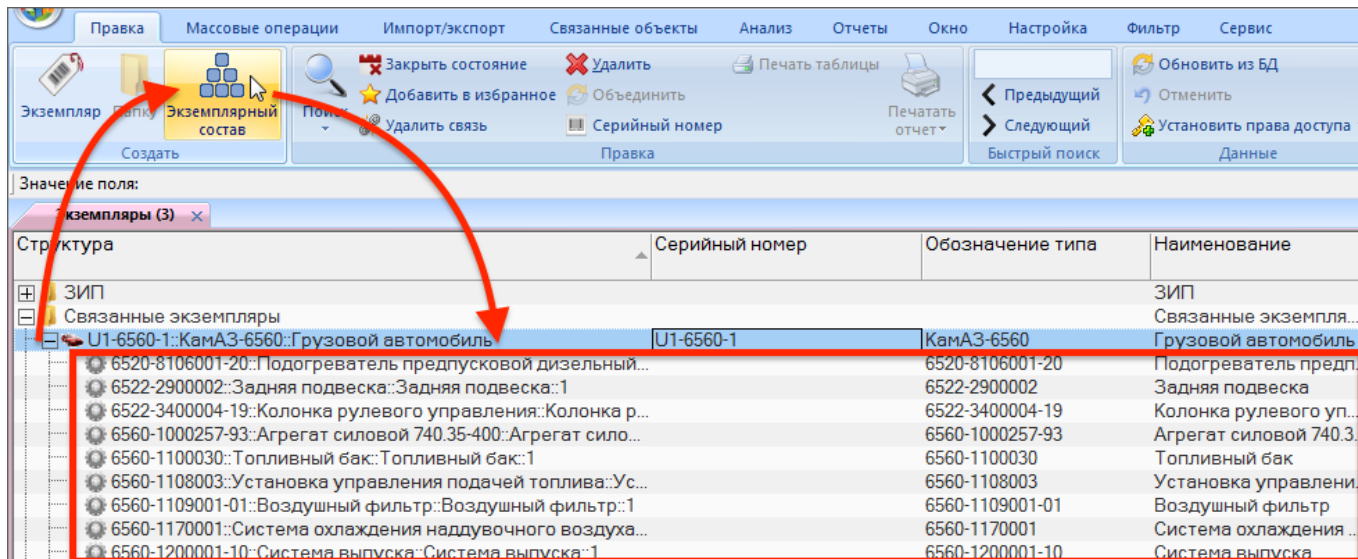 Правка Массовые операции Импорт/экспорт Связанные объекты Анализ Отчеты Окно Настройка Фильтр Сервис
Закрыть состояние Удалить Печать таблицы Обновить из БД
Добавить в избранное Объединить Предыдущий Отменить
Экземпляр Папку Экземплярный состав Поиск Удалить связь Серийный номер Печатать отчет Следующий Установить права доступа
Создать Правка Быстрый поиск Данные
Значение поля:
Экземпляры (3)
Структура Серийный номер Обозначение типа Наименование
ЗИП ЗИП
Связанные экземпляры Связанные экземпля...
U1-6560-1::КамАЗ-6560::Грузовой автомобиль U1-6560-1 КамАЗ-6560 Грузовой автомобиль
6520-8106001-20::Подогреватель предпусковой дизельный... 6520-8106001-20 Подогреватель предп.
6522-2900002::Задняя подвеска::Задняя подвеска::1 6522-2900002 Задняя подвеска
6522-3400004-19::Колонка рулевого управления::Колонка р... 6522-3400004-19 Колонка рулевого уп...
6560-1000257-93::Агрегат силовой 740.35-400::Агрегат сило... 6560-1000257-93 Агрегат силовой 740.3.
6560-1100030::Топливный бак::Топливный бак::1 6560-1100030 Топливный бак
6560-1108003::Установка управления подачей топлива::Ус... 6560-1108003 Установка управлени.
6560-1109001-01::Воздушный фильтр::Воздушный фильтр::1 6560-1109001-01 Воздушный фильтр
6560-1170001::Система охлаждения наддувочного воздуха... 6560-1170001 Система охлаждения ..
6560-1200001-10::Система выпуска::Система выпуска::1 6560-1200001-10 Система выпуска